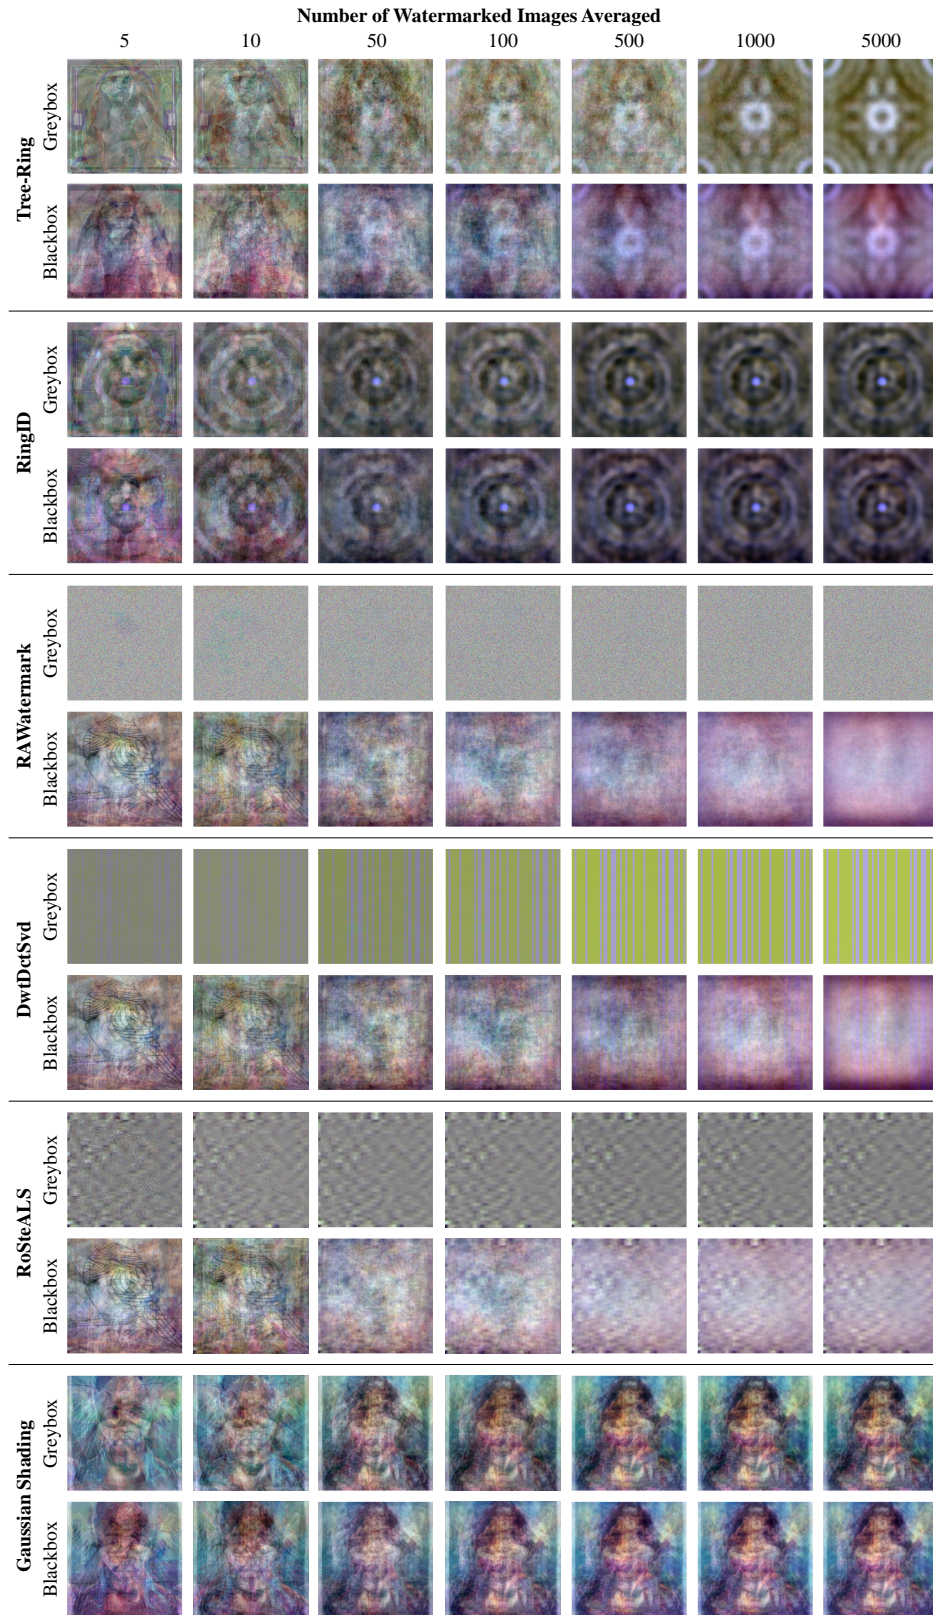 Number of Watermarked Images Averaged
5 10 50 100 500 1000 5000
Tree-Ring
Greybox
Blackbox
RingID
Greybox
Blackbox
RAWatermark
Greybox
Blackbox
DwtDctSvd
Greybox
Blackbox
RoSteALS
Greybox
Blackbox
Gaussian Shading
Greybox
Blackbox